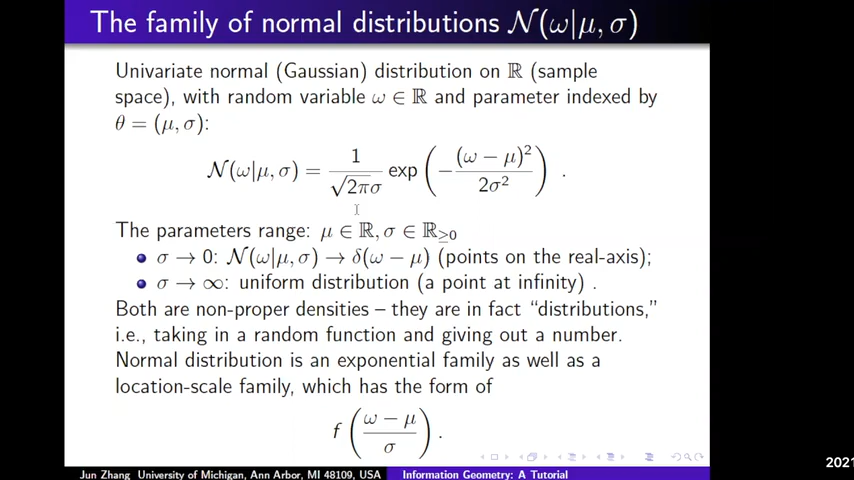 The family of normal distributions 𝒩(ω|μ, σ)
Univariate normal (Gaussian) distribution on ℝ (sample
space), with random variable ω ∈ ℝ and parameter indexed by
θ = (μ, σ):
𝒩(ω|μ, σ) = 1/(√2π σ) exp (−(ω − μ)²/2σ²) .
The parameters range: μ ∈ ℝ, σ ∈ ℝ≥0
• σ → 0: 𝒩(ω|μ, σ) → δ(ω − μ) (points on the real-axis);
• σ → ∞: uniform distribution (a point at infinity) .
Both are non-proper densities – they are in fact “distributions,”
i.e., taking in a random function and giving out a number.
Normal distribution is an exponential family as well as a
location-scale family, which has the form of
f((ω − μ)/σ) .
Jun Zhang University of Michigan, Ann Arbor, MI 48109, USA Information Geometry: A Tutorial
2021